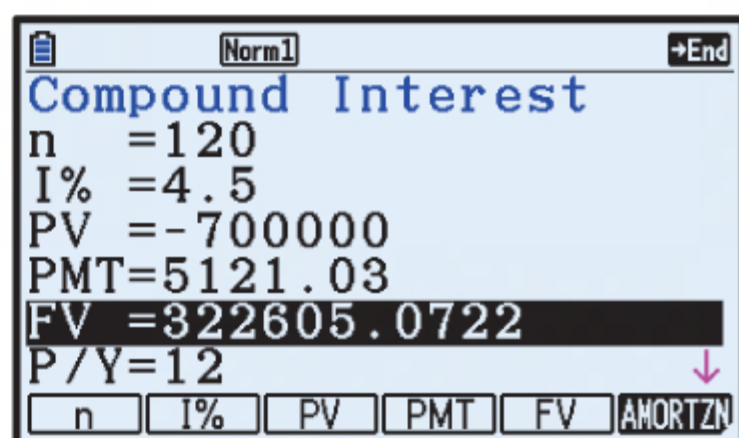 Norm1 →End
Compound Interest
n =120
I% =4.5
PV =-700000
PMT=5121.03
FV =322605.0722
P/Y=12 ↓
n I% PV PMT FV AMORTZN